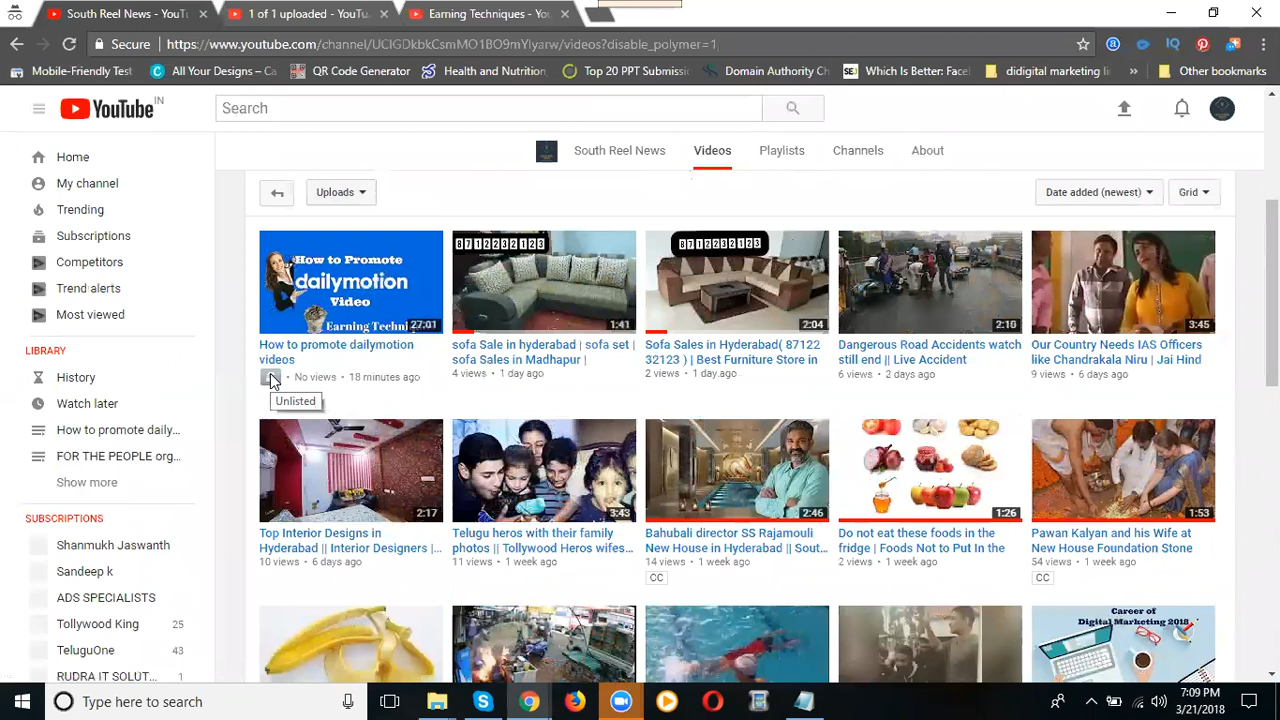 South Reel News - YouT
1 of 1 uploaded - YouTu
Earning Techniques - Yo
Secure
https://www.youtube.com/channel/UCIGDkbkCsmMO1BO9mYlyarw/videos?disable_polymer=1
Mobile-Friendly Test
All Your Designs – Ca
QR Code Generator
Health and Nutrition
Top 20 PPT Submissi
Domain Authority Ch
Which Is Better: Facel
didigital marketing li
»
Other bookmarks
YouTube IN
Search
South Reel News
Videos
Playlists
Channels
About
Home
My channel
Trending
Subscriptions
Competitors
Trend alerts
Most viewed
LIBRARY
History
Watch later
How to promote daily...
FOR THE PEOPLE org...
Show more
SUBSCRIPTIONS
Shanmukh Jaswanth
Sandeep k
ADS SPECIALISTS
Tollywood King 25
TeluguOne 43
RUDRA IT SOLUT... 1
Uploads
Date added (newest)
Grid
How to Promote
dailymotion
Video
Earning Techni
27:01
How to promote dailymotion
videos
• No views • 18 minutes ago
Unlisted
8712232123
1:41
sofa Sale in hyderabad | sofa set |
sofa Sales in Madhapur |
4 views • 1 day ago
8712232123
2:04
Sofa Sales in Hyderabad( 87122
32123 ) | Best Furniture Store in
2 views • 1 day ago
2:10
Dangerous Road Accidents watch
still end || Live Accident
6 views • 2 days ago
3:45
Our Country Needs IAS Officers
like Chandrakala Niru | Jai Hind
9 views • 6 days ago
2:17
Top Interior Designs in
Hyderabad || Interior Designers |...
10 views • 6 days ago
3:43
Telugu heros with their family
photos || Tollywood Heros wifes...
11 views • 1 week ago
2:46
Bahubali director SS Rajamouli
New House in Hyderabad || Sout...
14 views • 1 week ago
CC
1:26
Do not eat these foods in the
fridge | Foods Not to Put In the
2 views • 1 week ago
1:53
Pawan Kalyan and his Wife at
New House Foundation Stone
54 views • 1 week ago
CC
Career of
Digital Marketing 2018
Type here to search
7:09 PM
3/21/2018